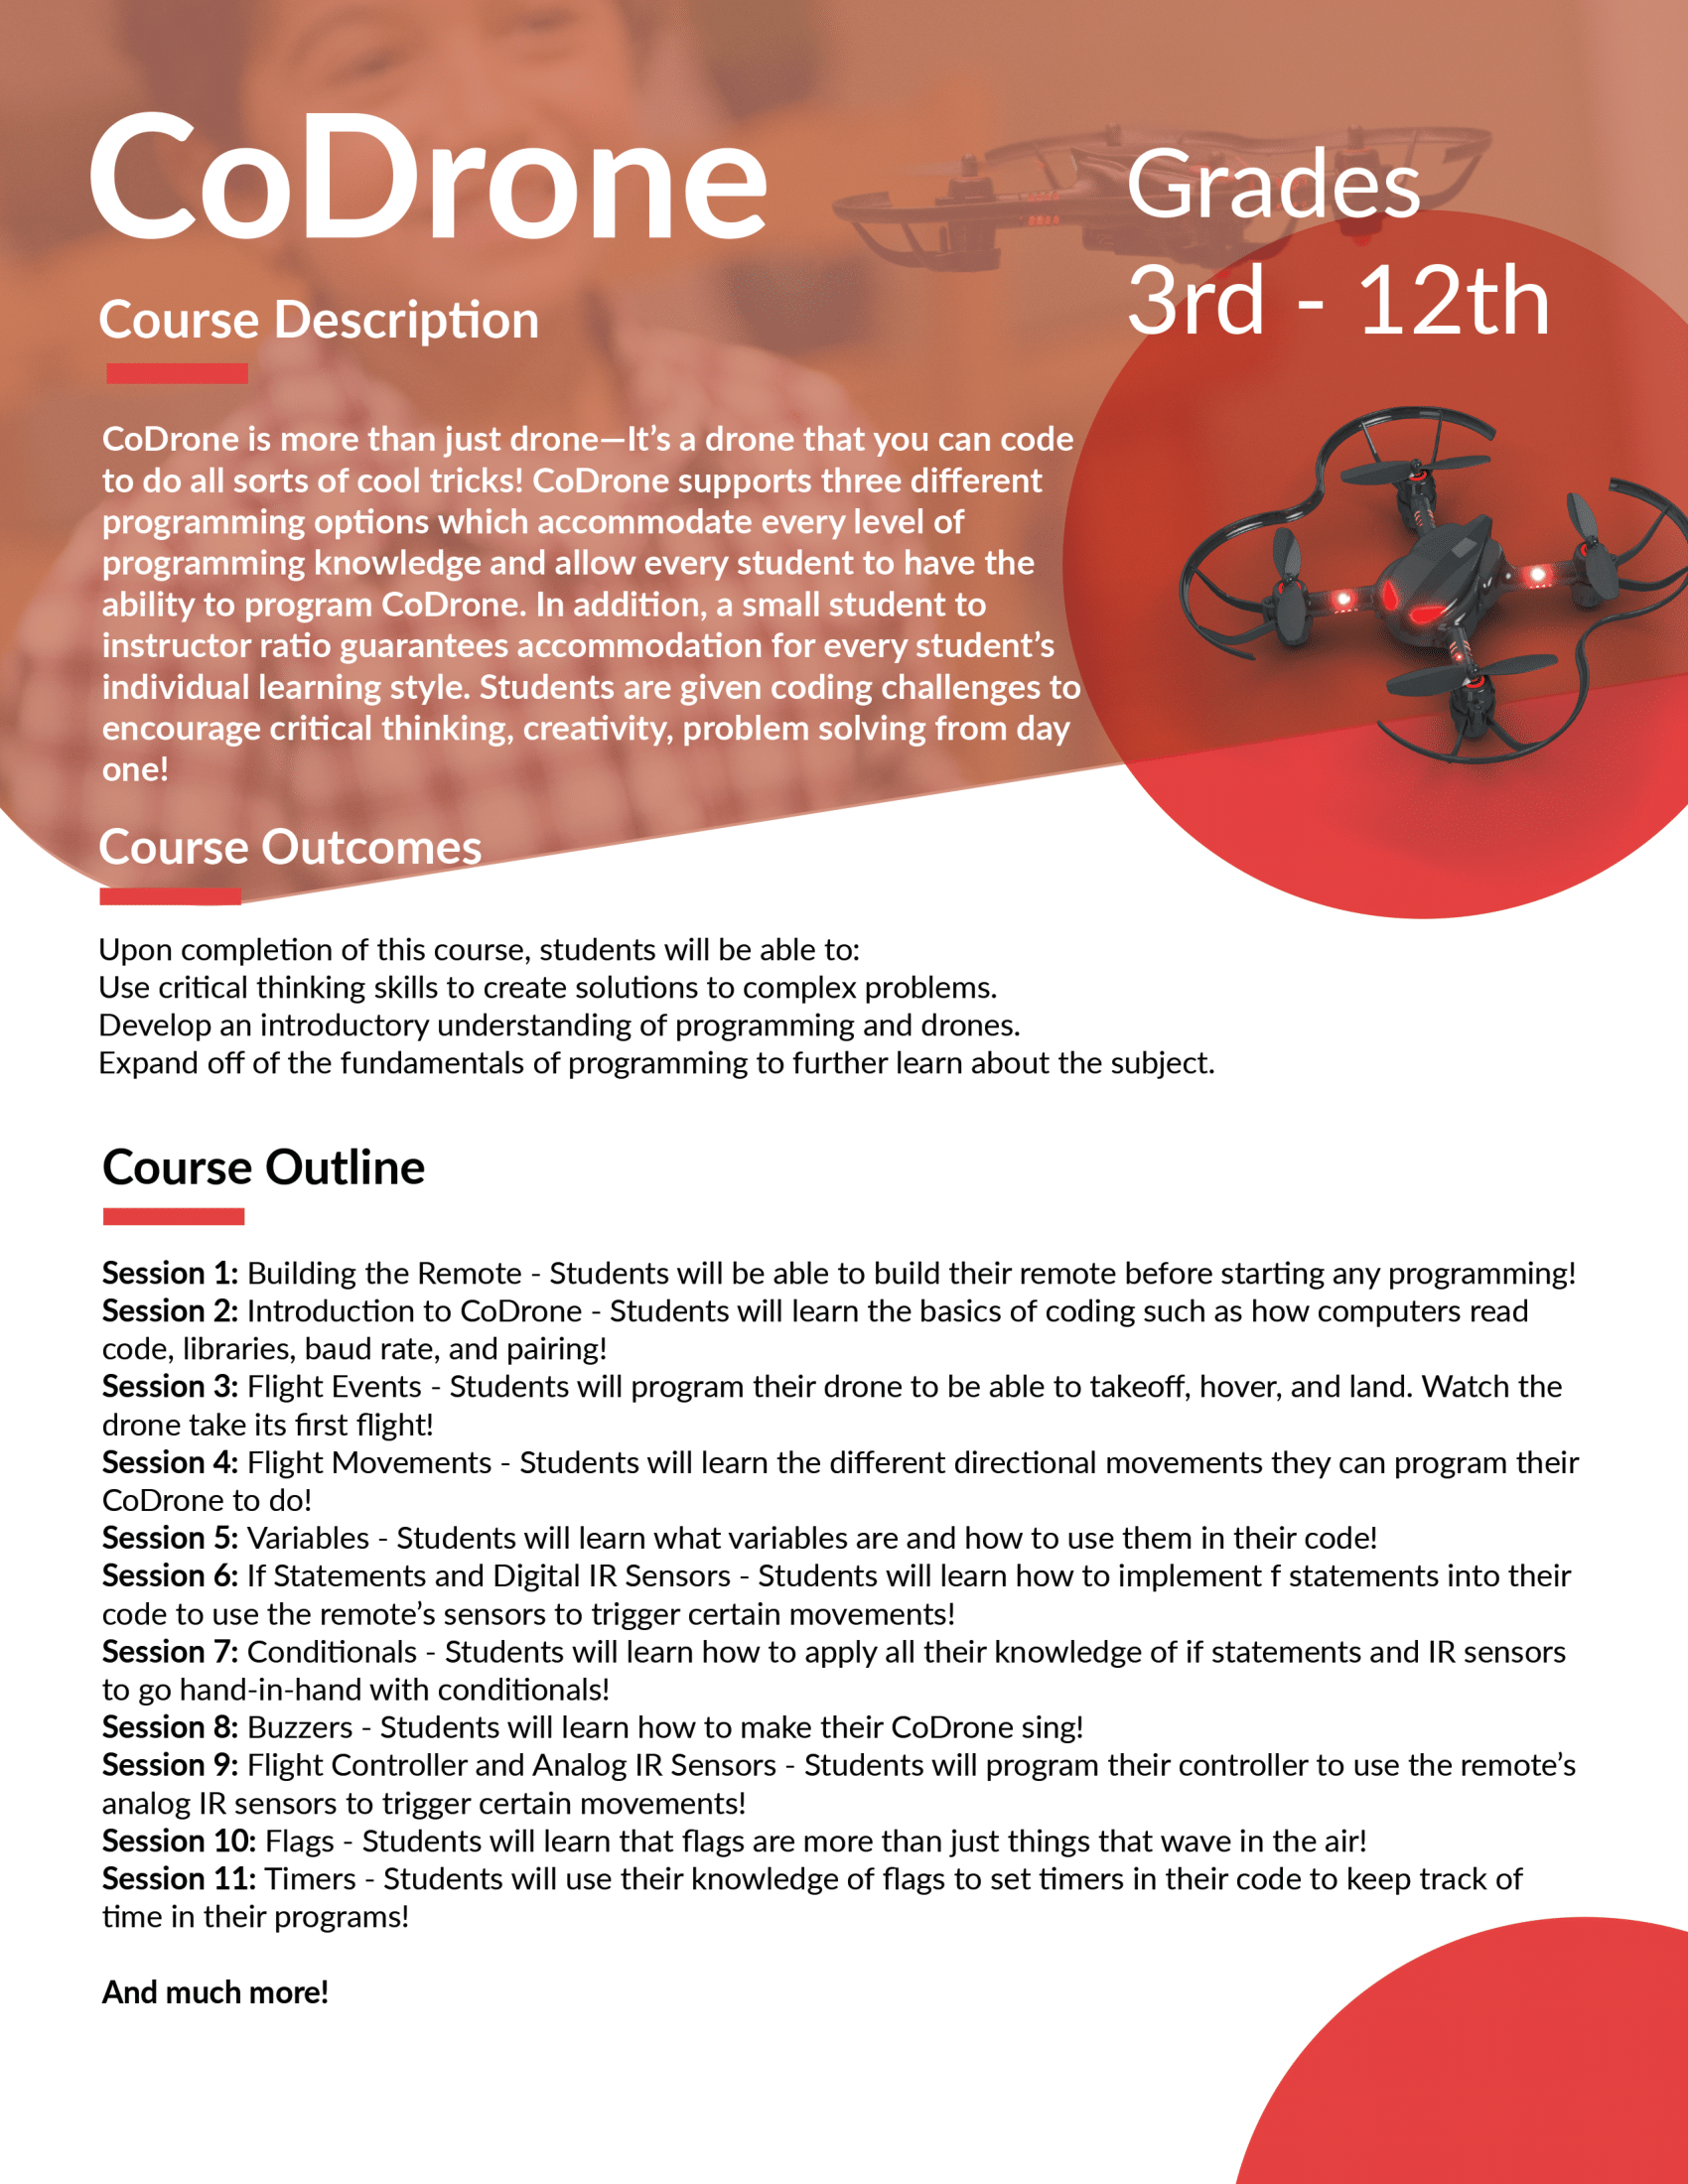 CoDrone
Grades
3rd - 12th
Course Description
CoDrone is more than just drone—It’s a drone that you can code
to do all sorts of cool tricks! CoDrone supports three different
programming options which accommodate every level of
programming knowledge and allow every student to have the
ability to program CoDrone. In addition, a small student to
instructor ratio guarantees accommodation for every student’s
individual learning style. Students are given coding challenges to
encourage critical thinking, creativity, problem solving from day
one!
Course Outcomes
Upon completion of this course, students will be able to:
Use critical thinking skills to create solutions to complex problems.
Develop an introductory understanding of programming and drones.
Expand off of the fundamentals of programming to further learn about the subject.
Course Outline
Session 1: Building the Remote - Students will be able to build their remote before starting any programming!
Session 2: Introduction to CoDrone - Students will learn the basics of coding such as how computers read
code, libraries, baud rate, and pairing!
Session 3: Flight Events - Students will program their drone to be able to takeoff, hover, and land. Watch the
drone take its first flight!
Session 4: Flight Movements - Students will learn the different directional movements they can program their
CoDrone to do!
Session 5: Variables - Students will learn what variables are and how to use them in their code!
Session 6: If Statements and Digital IR Sensors - Students will learn how to implement f statements into their
code to use the remote’s sensors to trigger certain movements!
Session 7: Conditionals - Students will learn how to apply all their knowledge of if statements and IR sensors
to go hand-in-hand with conditionals!
Session 8: Buzzers - Students will learn how to make their CoDrone sing!
Session 9: Flight Controller and Analog IR Sensors - Students will program their controller to use the remote’s
analog IR sensors to trigger certain movements!
Session 10: Flags - Students will learn that flags are more than just things that wave in the air!
Session 11: Timers - Students will use their knowledge of flags to set timers in their code to keep track of
time in their programs!
And much more!